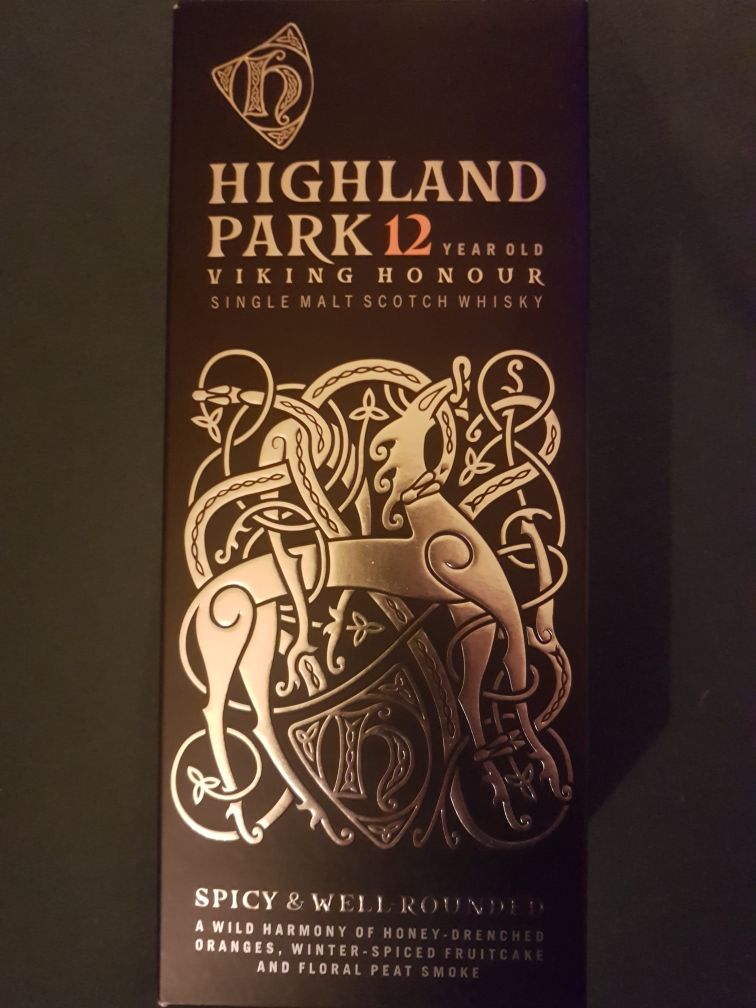 H
HIGHLAND
PARK 12 YEAR OLD
VIKING HONOUR
SINGLE MALT SCOTCH WHISKY
S
H
SPICY & WELL-ROUNDED
A WILD HARMONY OF HONEY-DRENCHED
ORANGES, WINTER-SPICED FRUITCAKE
AND FLORAL PEAT SMOKE